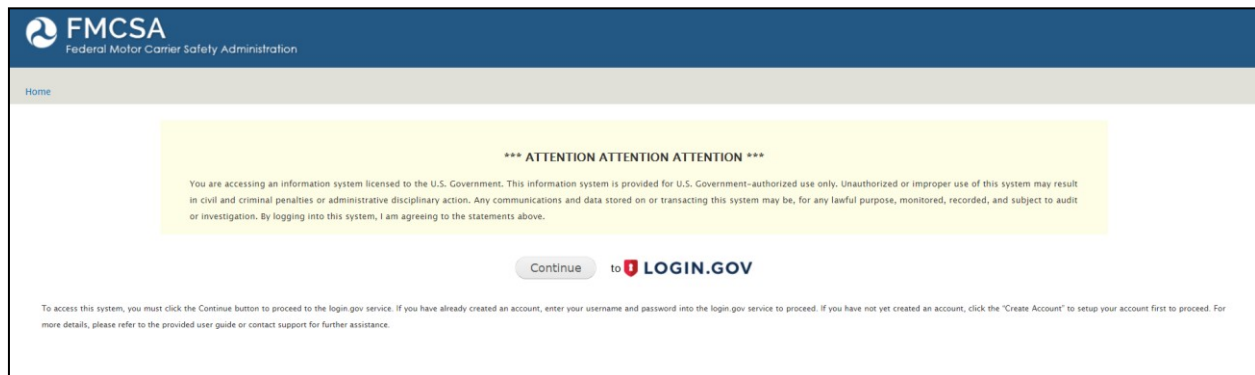 FMCSA
Federal Motor Carrier Safety Administration
Home
*** ATTENTION ATTENTION ATTENTION ***
You are accessing an information system licensed to the U.S. Government. This information system is provided for U.S. Government-authorized use only. Unauthorized or improper use of this system may result
in civil and criminal penalties or administrative disciplinary action. Any communications and data stored on or transacting this system may be, for any lawful purpose, monitored, recorded, and subject to audit
or investigation. By logging into this system, I am agreeing to the statements above.
Continue to LOGIN.GOV
To access this system, you must click the Continue button to proceed to the login.gov service. If you have already created an account, enter your username and password into the login.gov service to proceed. If you have not yet created an account, click the "Create Account" to setup your account first to proceed. For
more details, please refer to the provided user guide or contact support for further assistance.